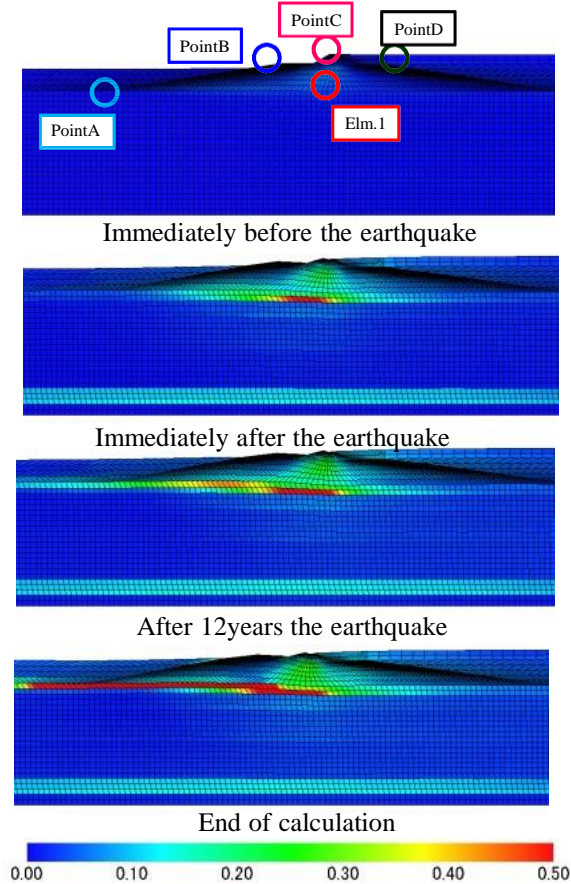 PointC
PointB
PointD
PointA
Elm.1
Immediately before the earthquake
Immediately after the earthquake
After 12years the earthquake
End of calculation
0.00 0.10 0.20 0.30 0.40 0.50